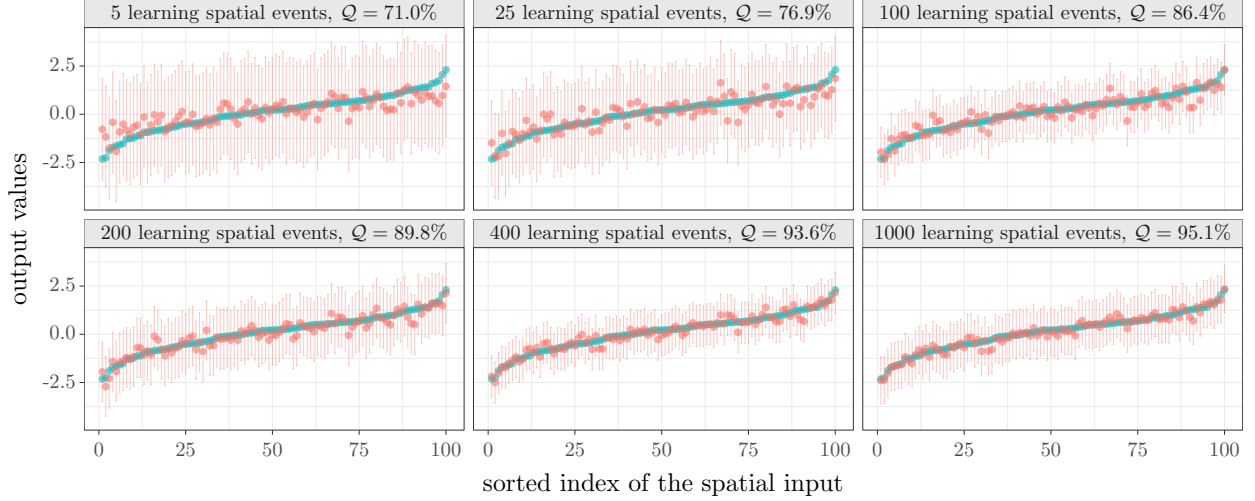 5 learning spatial events, 𝒬 = 71.0%
25 learning spatial events, 𝒬 = 76.9%
100 learning spatial events, 𝒬 = 86.4%
2.5
0.0
−2.5
200 learning spatial events, 𝒬 = 89.8%
400 learning spatial events, 𝒬 = 93.6%
1000 learning spatial events, 𝒬 = 95.1%
2.5
0.0
−2.5
output values
0 25 50 75 100
0 25 50 75 100
0 25 50 75 100
sorted index of the spatial input